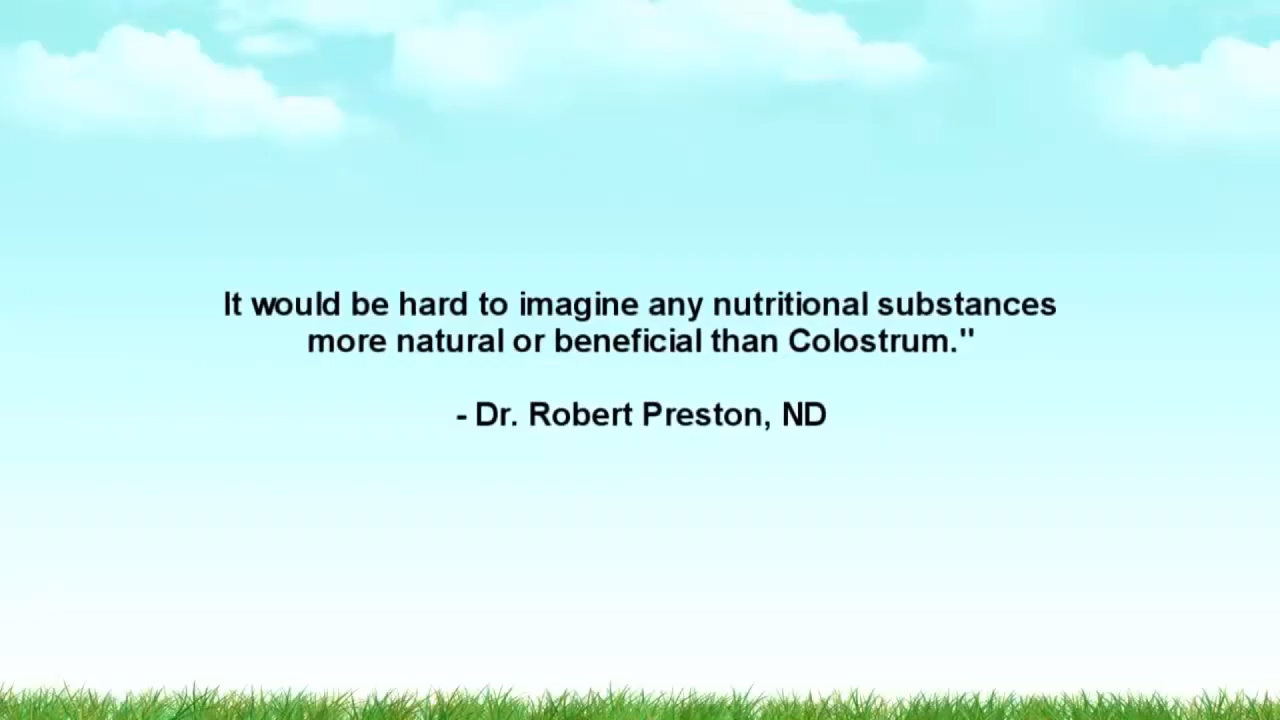 It would be hard to imagine any nutritional substances
more natural or beneficial than Colostrum."
- Dr. Robert Preston, ND